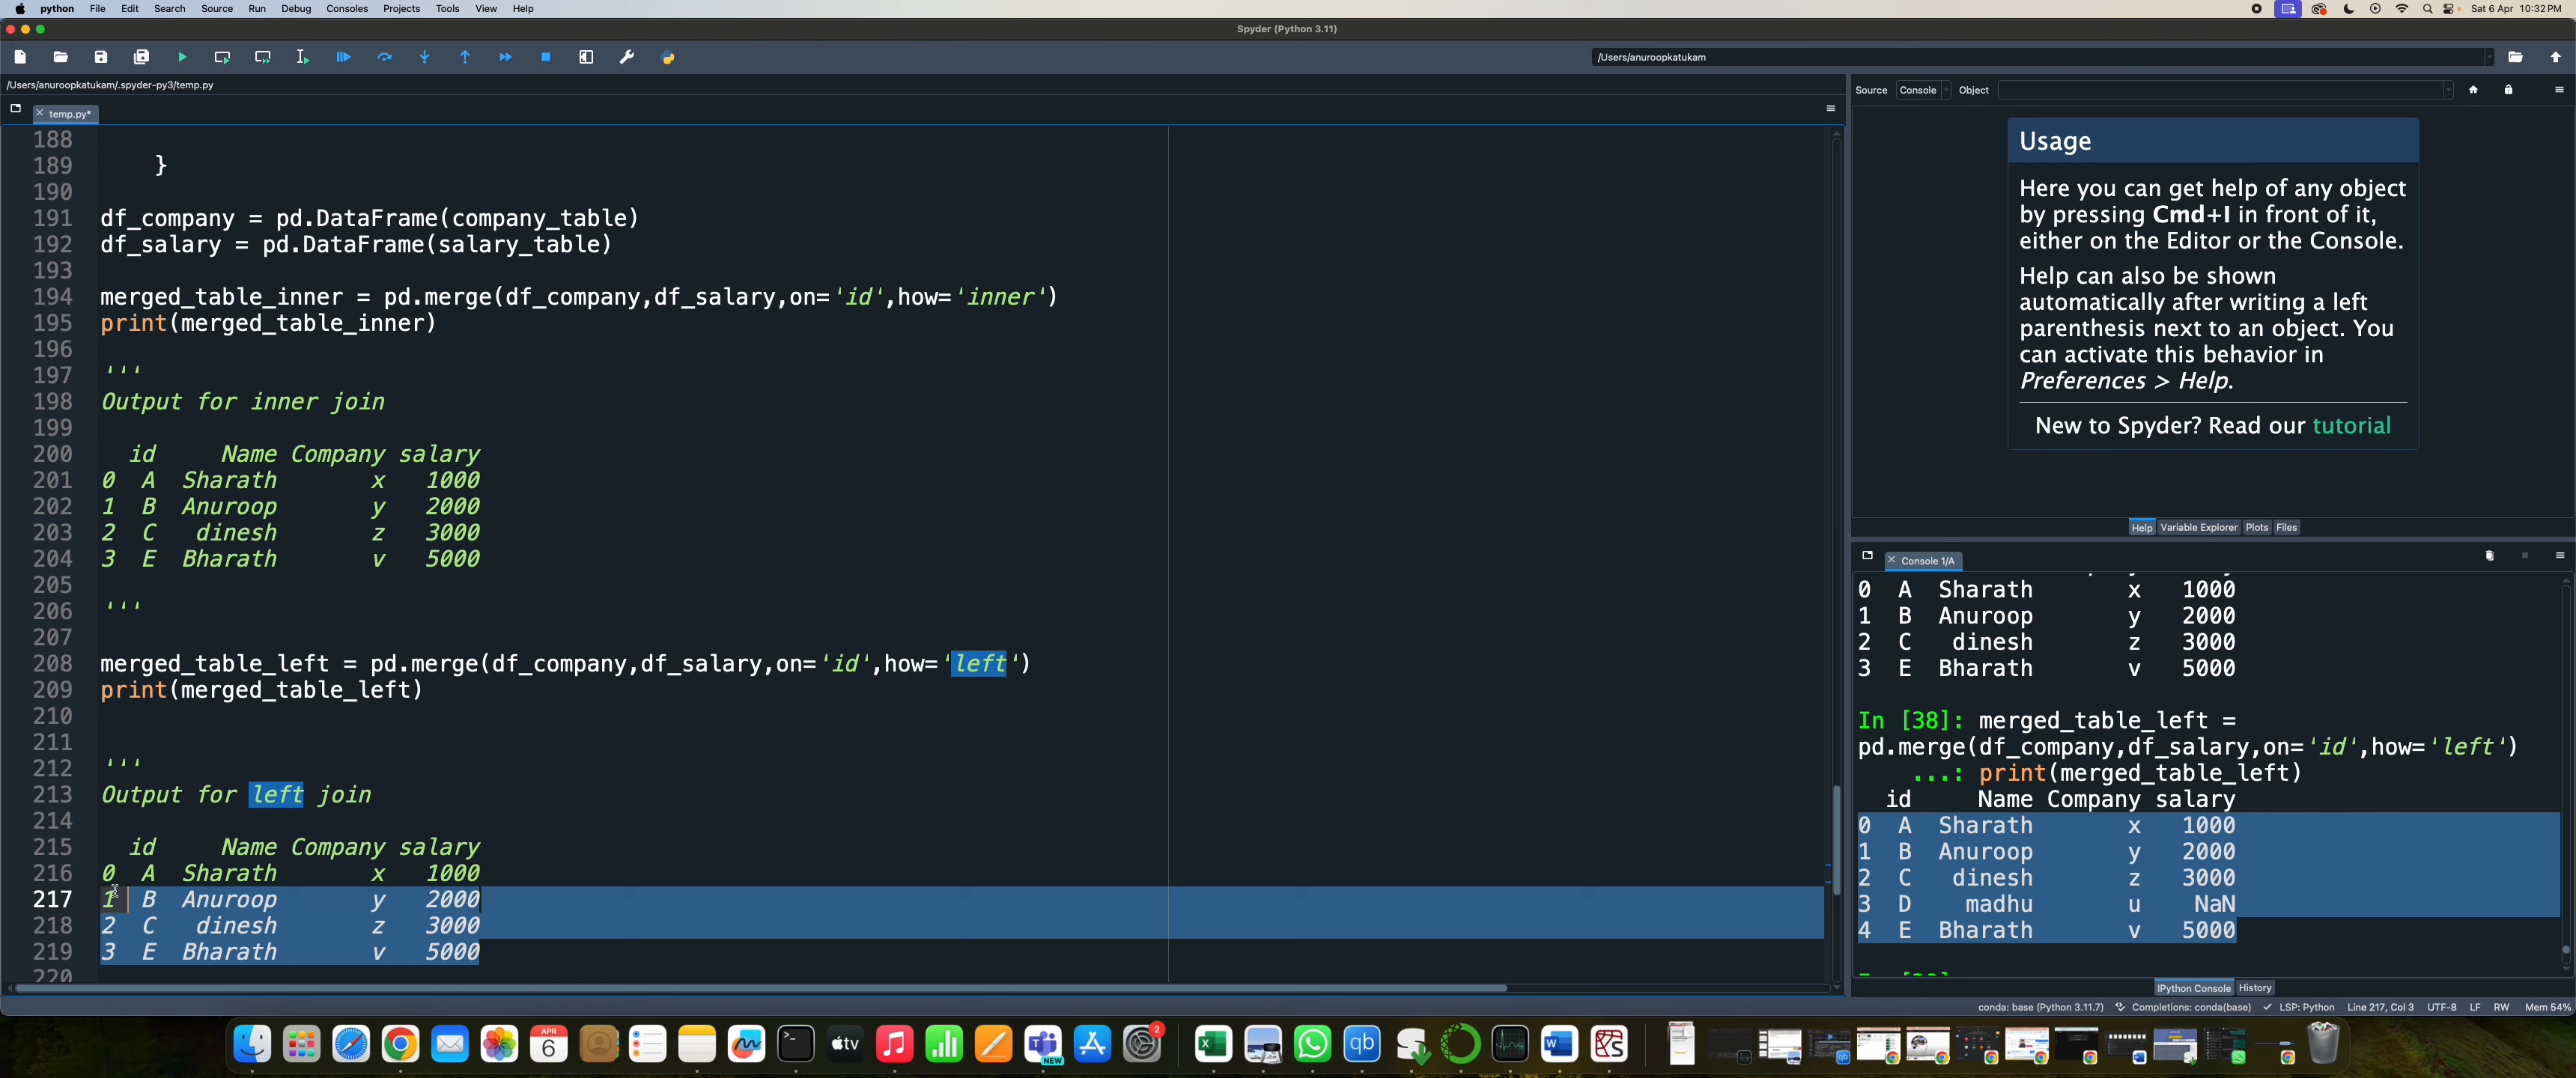 python File Edit Search Source Run Debug Consoles Projects Tools View Help
Sat 6 Apr 10:32 PM
Spyder (Python 3.11)
/Users/anuroopkatukam
/Users/anuroopkatukam/.spyder-py3/temp.py
temp.py*
188
189 }
190
191 df_company = pd.DataFrame(company_table)
192 df_salary = pd.DataFrame(salary_table)
193
194 merged_table_inner = pd.merge(df_company,df_salary,on='id',how='inner')
195 print(merged_table_inner)
196
197 '''
198 Output for inner join
199
200 id Name Company salary
201 0 A Sharath x 1000
202 1 B Anuroop y 2000
203 2 C dinesh z 3000
204 3 E Bharath v 5000
205
206 '''
207
208 merged_table_left = pd.merge(df_company,df_salary,on='id',how='left')
209 print(merged_table_left)
210
211
212 '''
213 Output for left join
214
215 id Name Company salary
216 0 A Sharath x 1000
217 1 B Anuroop y 2000
218 2 C dinesh z 3000
219 3 E Bharath v 5000
220
Source Console Object
Usage
Here you can get help of any object
by pressing Cmd+I in front of it,
either on the Editor or the Console.
Help can also be shown
automatically after writing a left
parenthesis next to an object. You
can activate this behavior in
Preferences > Help.
New to Spyder? Read our tutorial
Help Variable Explorer Plots Files
Console 1/A
0 A Sharath x 1000
1 B Anuroop y 2000
2 C dinesh z 3000
3 E Bharath v 5000
In [38]: merged_table_left =
pd.merge(df_company,df_salary,on='id',how='left')
...: print(merged_table_left)
id Name Company salary
0 A Sharath x 1000
1 B Anuroop y 2000
2 C dinesh z 3000
3 D madhu u NaN
4 E Bharath v 5000
IPython Console History
conda: base (Python 3.11.7) Completions: conda(base) LSP: Python Line 217, Col 3 UTF-8 LF RW Mem 54%
APR
6
tv
NEW
2
qb